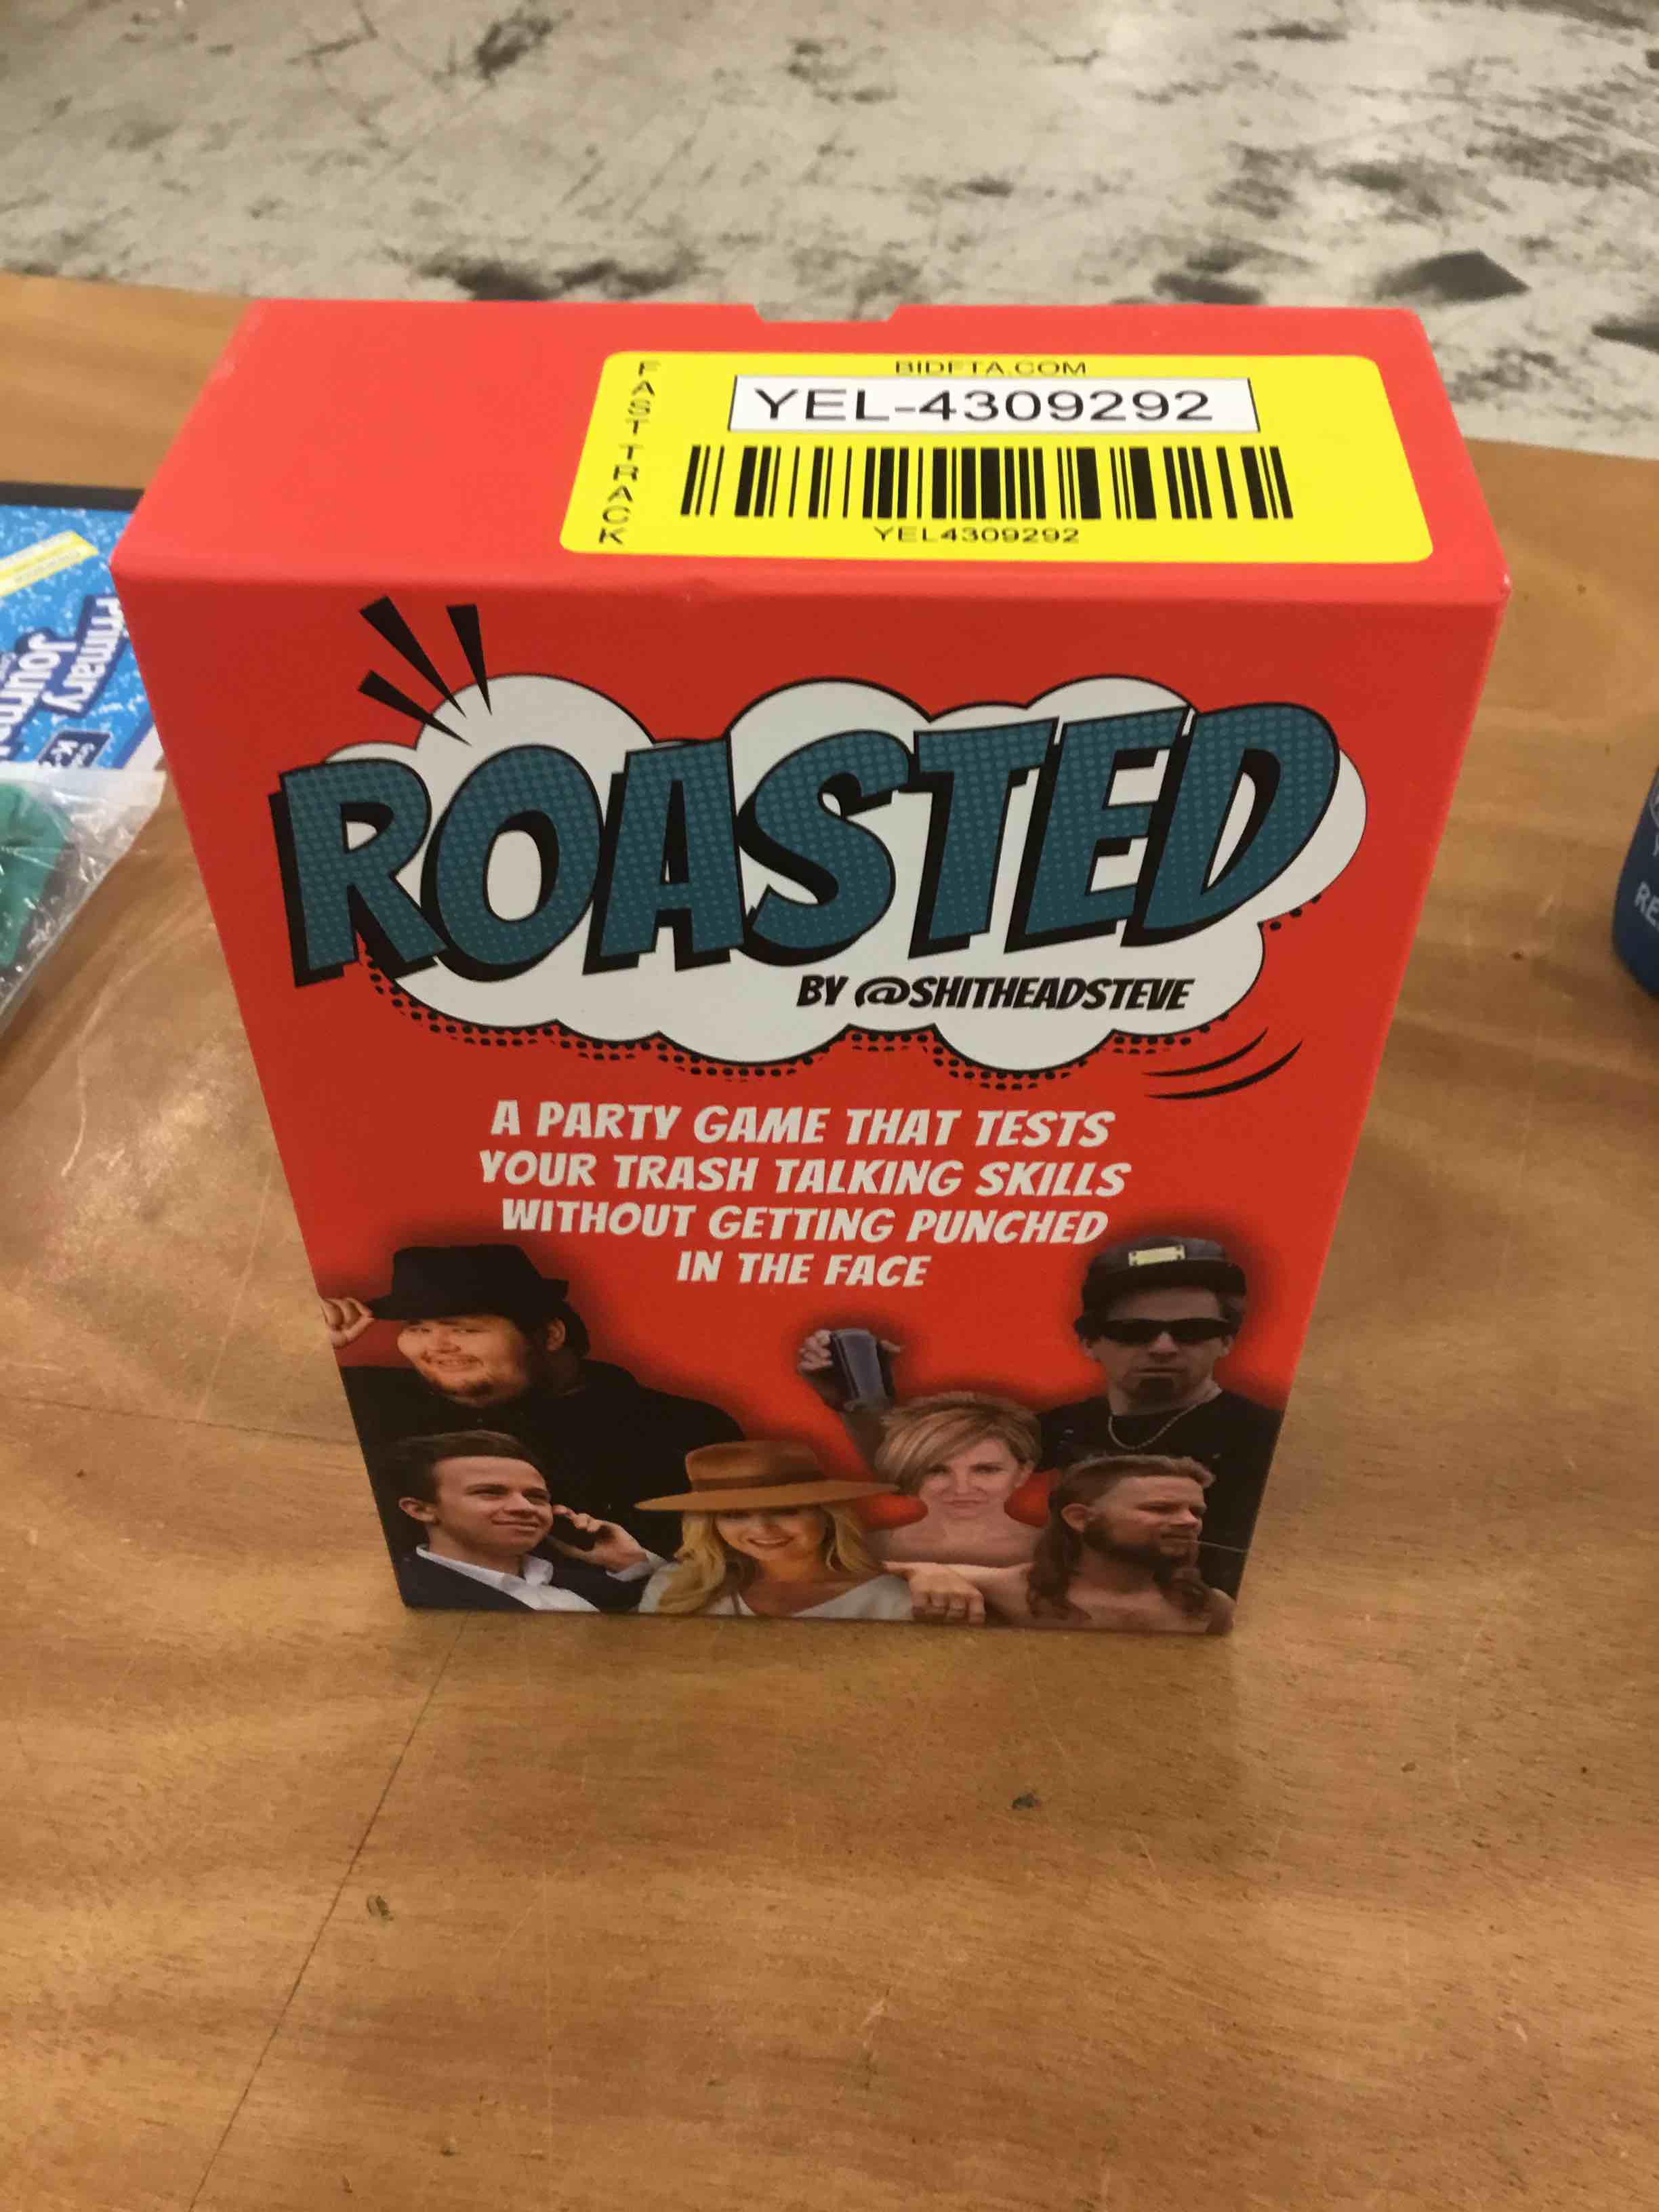 BIDFTA.COM
FAST TRACK
YEL-4309292
YEL4309292
ROASTED
BY @SHITHEADSTEVE
A PARTY GAME THAT TESTS
YOUR TRASH TALKING SKILLS
WITHOUT GETTING PUNCHED
IN THE FACE
Primary